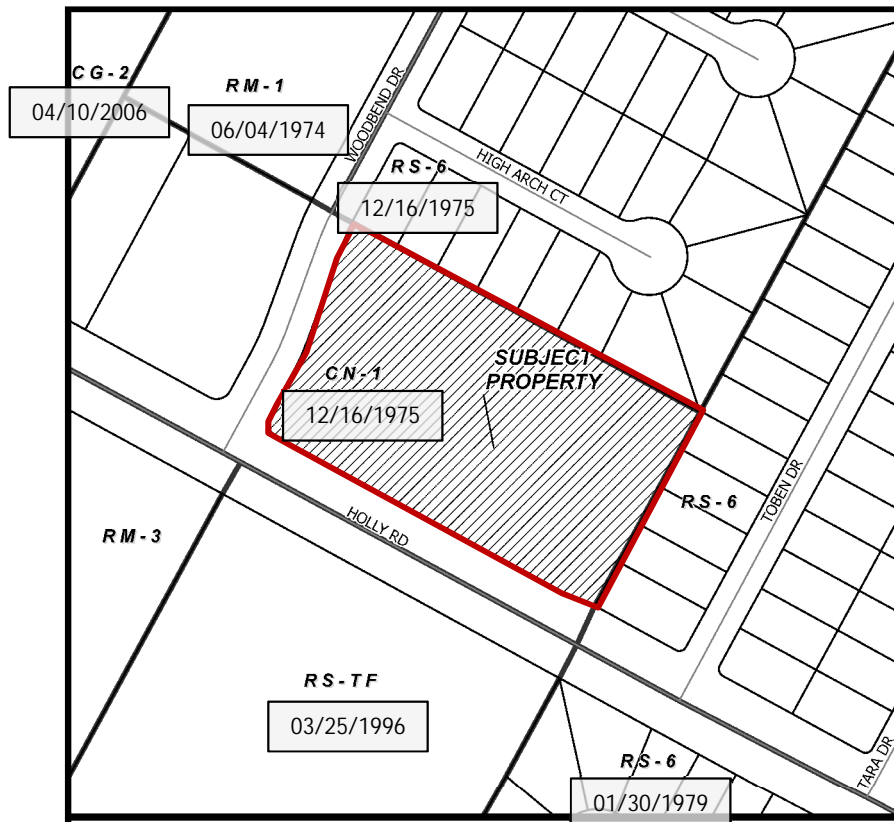 CG-2
04/10/2006
RM-1
06/04/1974
WOODBEND DR
HIGH ARCH CT
RS-6
12/16/1975
SUBJECT
PROPERTY
CN-1
12/16/1975
RS-6
TOBEN DR
HOLLY RD
RM-3
RS-TF
03/25/1996
RS-6
01/30/1979
TARA DR